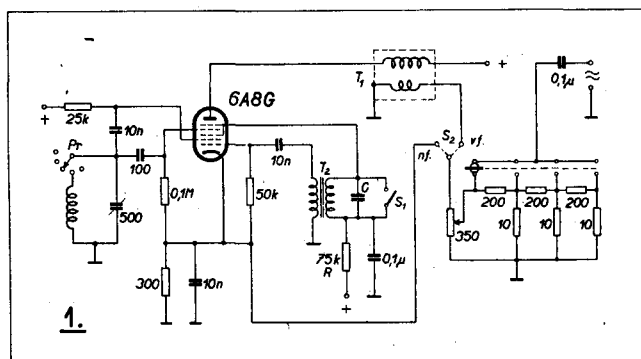 6A8G
T1
+
0,1μ
+
25k
10n
Pr
100
500
0,1M
50k
10n
T2
C
S1
nf.
S2
vf.
350
200
200
200
10
10
10
300
10n
75k
R
+
0,1μ
1.